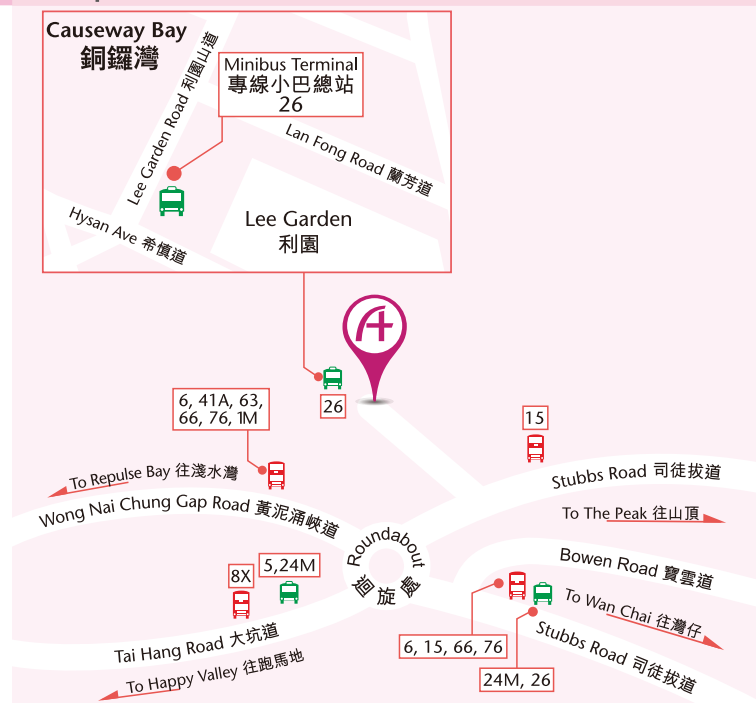 Causeway Bay
銅鑼灣
Minibus Terminal
專線小巴總站
26
Lee Garden Road 利園山道
Lan Fong Road 蘭芳道
Hysan Ave 希慎道
Lee Garden
利園
26
6, 41A, 63,
66, 76, 1M
15
To Repulse Bay 往淺水灣
Wong Nai Chung Gap Road 黃泥涌峽道
Stubbs Road 司徒拔道
To The Peak 往山頂
Roundabout
迴旋處
Bowen Road 寶雲道
8X
5,24M
To Wan Chai 往灣仔
Stubbs Road 司徒拔道
6, 15, 66, 76
24M, 26
Tai Hang Road 大坑道
To Happy Valley 往跑馬地